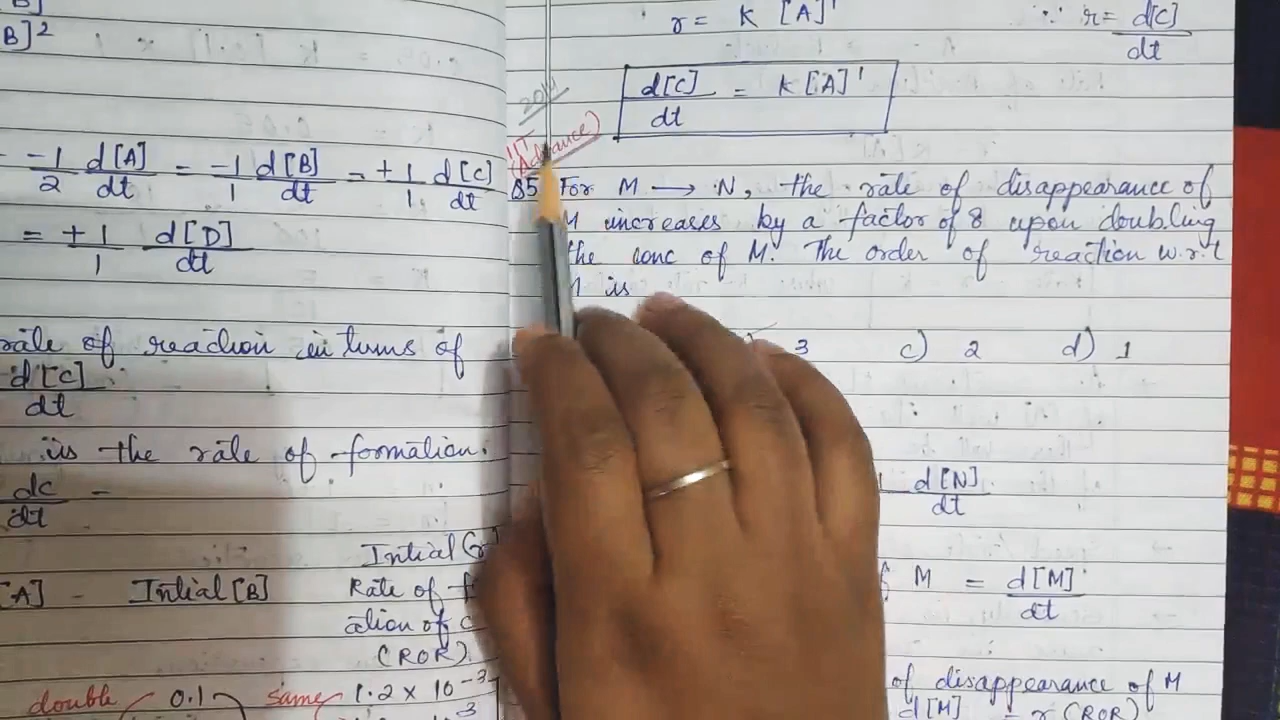 B]²
-1/2 d[A]/dt = -1/1 d[B]/dt = +1/1 d[C]/dt
= +1/1 d[D]/dt
rate of reaction in terms of
d[C]/dt
is the rate of formation.
dc/dt =
Intial (r
[A] Intial [B] Rate of f
ation of c
(ROR)
double 0.1 same 1.2 x 10⁻³
r = K [A]¹ ∵ r = d[C]/dt
d[C]/dt = K[A]¹
2014
IIT (Advance)
Q5 For M → N, the rate of disappearance of
M increases by a factor of 8 upon doubling
the conc of M. The order of reaction w.r.t
M is
3 c) 2 d) 1
d[N]/dt
M = d[M]/dt
of disappearance of M
d[M] = r (ROR)